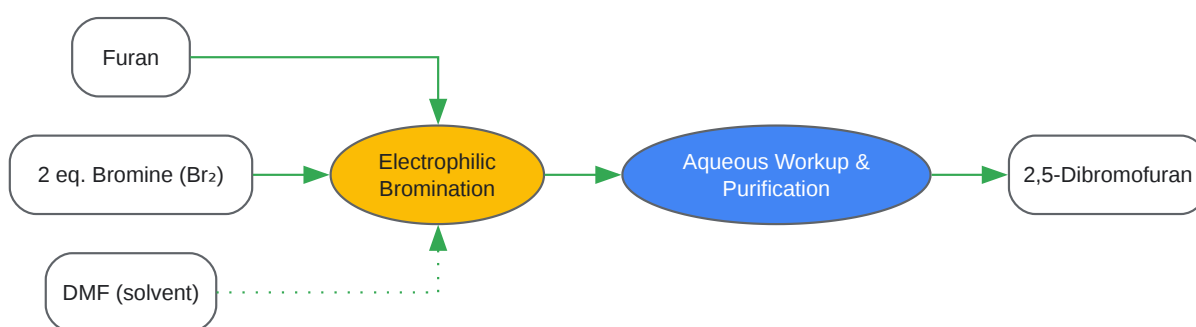 Furan
2 eq. Bromine (Br₂)
DMF (solvent)
Electrophilic
Bromination
Aqueous Workup &
Purification
2,5-Dibromofuran